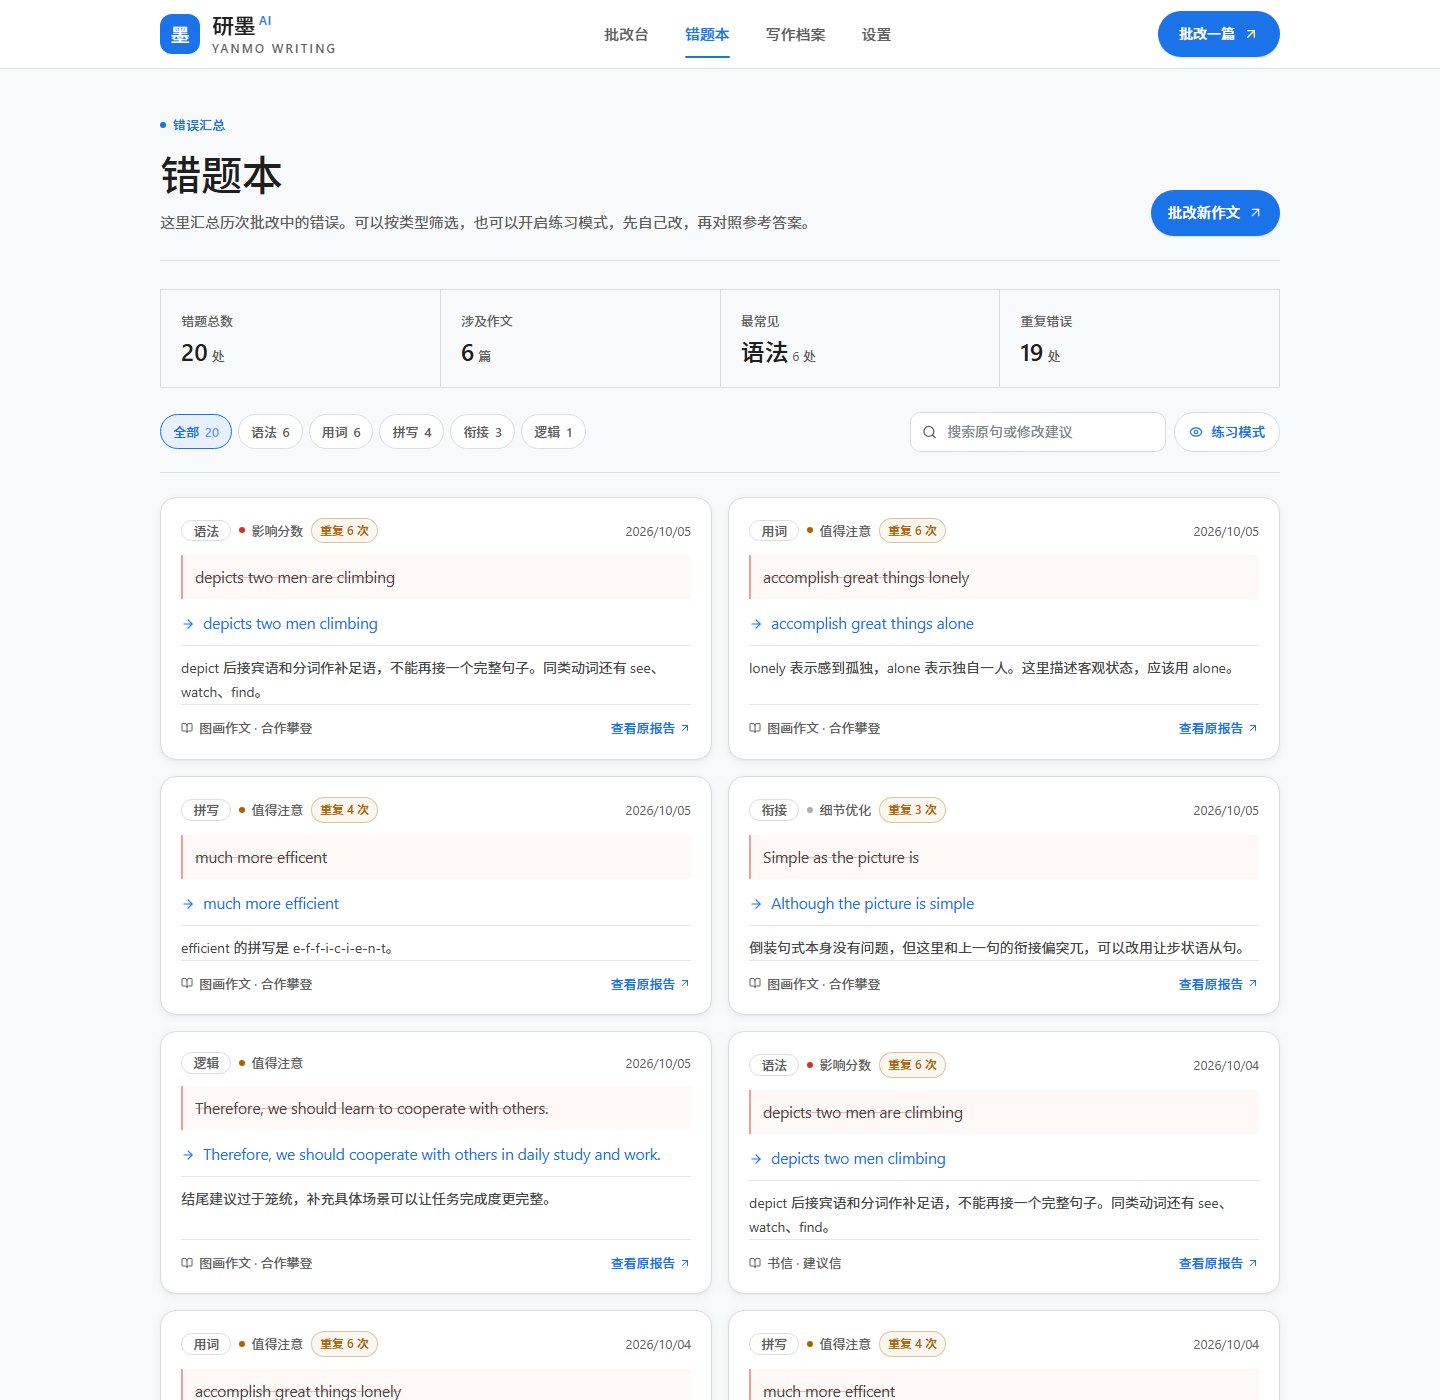 墨
研墨 AI
YANMO WRITING
批改台
错题本
写作档案
设置
批改一篇
错误汇总
错题本
这里汇总历次批改中的错误。可以按类型筛选，也可以开启练习模式，先自己改，再对照参考答案。
批改新作文
错题总数
20 处
涉及作文
6 篇
最常见
语法 6 处
重复错误
19 处
全部 20
语法 6
用词 6
拼写 4
衔接 3
逻辑 1
搜索原句或修改建议
练习模式
语法 影响分数 重复 6 次 2026/10/05
depicts two men are climbing
→ depicts two men climbing
depict 后接宾语和分词作补足语，不能再接一个完整句子。同类动词还有 see、
watch、find。
图画作文 · 合作攀登 查看原报告
用词 值得注意 重复 6 次 2026/10/05
accomplish great things lonely
→ accomplish great things alone
lonely 表示感到孤独，alone 表示独自一人。这里描述客观状态，应该用 alone。
图画作文 · 合作攀登 查看原报告
拼写 值得注意 重复 4 次 2026/10/05
much more efficent
→ much more efficient
efficient 的拼写是 e-f-f-i-c-i-e-n-t。
图画作文 · 合作攀登 查看原报告
衔接 细节优化 重复 3 次 2026/10/05
Simple as the picture is
→ Although the picture is simple
倒装句式本身没有问题，但这里和上一句的衔接偏突兀，可以改用让步状语从句。
图画作文 · 合作攀登 查看原报告
逻辑 值得注意 2026/10/05
Therefore, we should learn to cooperate with others.
→ Therefore, we should cooperate with others in daily study and work.
结尾建议过于笼统，补充具体场景可以让任务完成度更完整。
图画作文 · 合作攀登 查看原报告
语法 影响分数 重复 6 次 2026/10/04
depicts two men are climbing
→ depicts two men climbing
depict 后接宾语和分词作补足语，不能再接一个完整句子。同类动词还有 see、
watch、find。
书信 · 建议信 查看原报告
用词 值得注意 重复 6 次 2026/10/04
accomplish great things lonely
拼写 值得注意 重复 4 次 2026/10/04
much more efficent